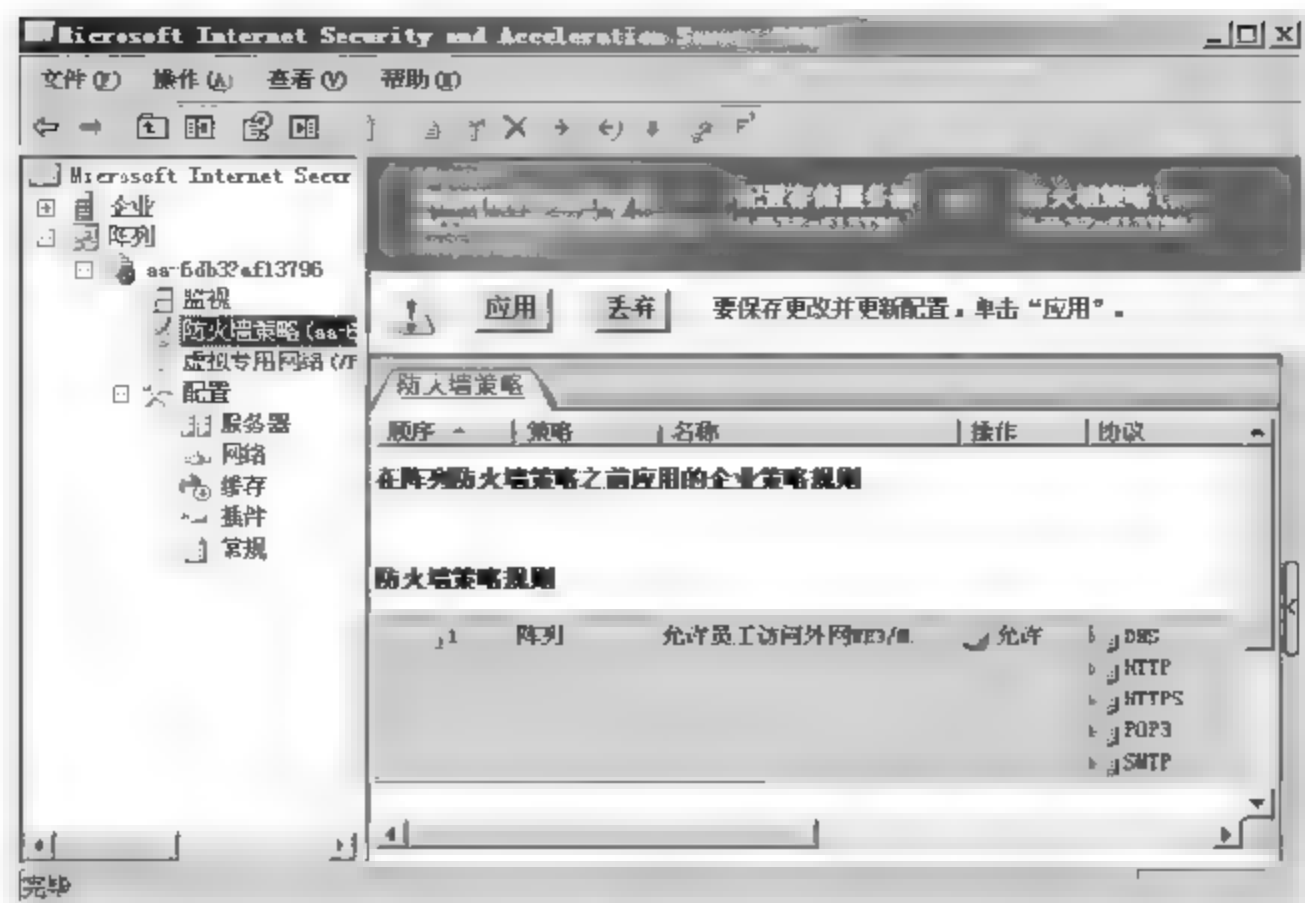 Microsoft Internet Security and Acceleration
文件(F) 操作(A) 查看(V) 帮助(H)
Microsoft Internet Secur
企业
阵列
监视
防火墙策略(aa-6
虚拟专用网络(VP
配置
服务器
网络
缓存
插件
常规
应用 丢弃 要保存更改并更新配置，单击“应用”。
防火墙策略
顺序 策略 名称 操作 协议
在阵列防火墙策略之前应用的企业策略规则
防火墙策略规则
1 阵列 允许员工访问外网 允许 DNS
HTTP
HTTPS
POP3
SMTP
完毕